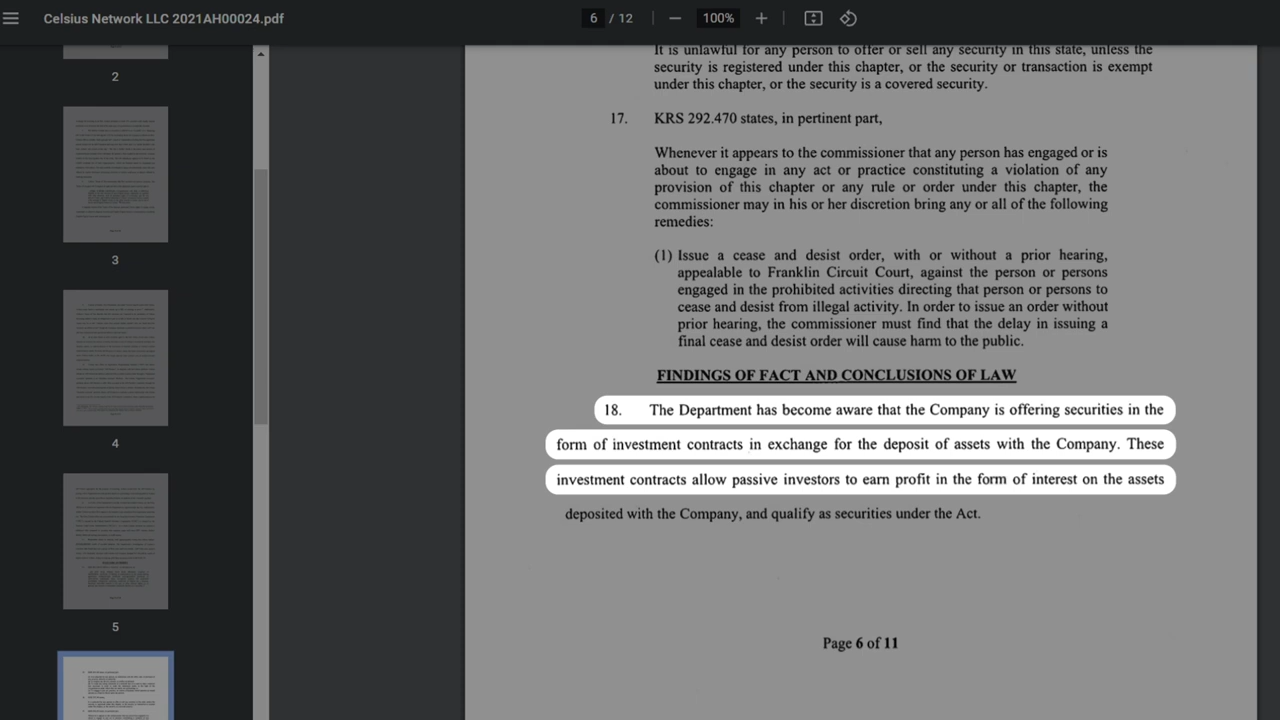 Celsius Network LLC 2021AH00024.pdf
6 / 12
100%
2
3
4
5
It is unlawful for any person to offer or sell any security in this state, unless the
security is registered under this chapter, or the security or transaction is exempt
under this chapter, or the security is a covered security.
17. KRS 292.470 states, in pertinent part,
Whenever it appears to the commissioner that any person has engaged or is
about to engage in any act or practice constituting a violation of any
provision of this chapter or any rule or order under this chapter, the
commissioner may in his or her discretion bring any or all of the following
remedies:
(1) Issue a cease and desist order, with or without a prior hearing,
appealable to Franklin Circuit Court, against the person or persons
engaged in the prohibited activities directing that person or persons to
cease and desist from illegal activity. In order to issue an order without
prior hearing, the commissioner must find that the delay in issuing a
final cease and desist order will cause harm to the public.
FINDINGS OF FACT AND CONCLUSIONS OF LAW
18. The Department has become aware that the Company is offering securities in the
form of investment contracts in exchange for the deposit of assets with the Company. These
investment contracts allow passive investors to earn profit in the form of interest on the assets
deposited with the Company, and qualify as securities under the Act.
Page 6 of 11